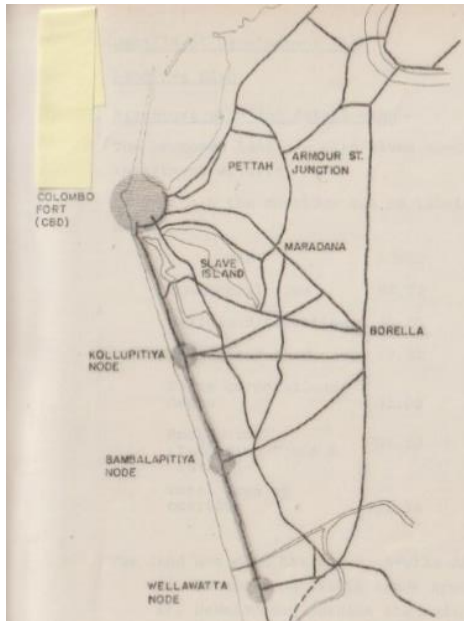 PETTAH
ARMOUR ST.
JUNCTION
COLOMBO
FORT
(CBD)
MARADANA
SLAVE
ISLAND
BORELLA
KOLLUPITIYA
NODE
BAMBALAPITIYA
NODE
WELLAWATTA
NODE